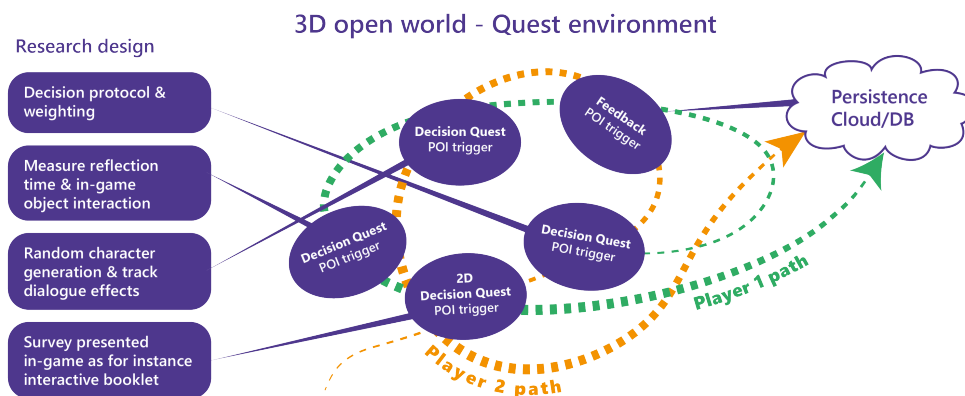 3D open world - Quest environment
Research design
Decision protocol &
weighting
Measure reflection
time & in-game
object interaction
Random character
generation & track
dialogue effects
Survey presented
in-game as for instance
interactive booklet
Decision Quest
POI trigger
Feedback
POI trigger
Decision Quest
POI trigger
Decision Quest
POI trigger
2D
Decision Quest
POI trigger
Persistence
Cloud/DB
Player 1 path
Player 2 path